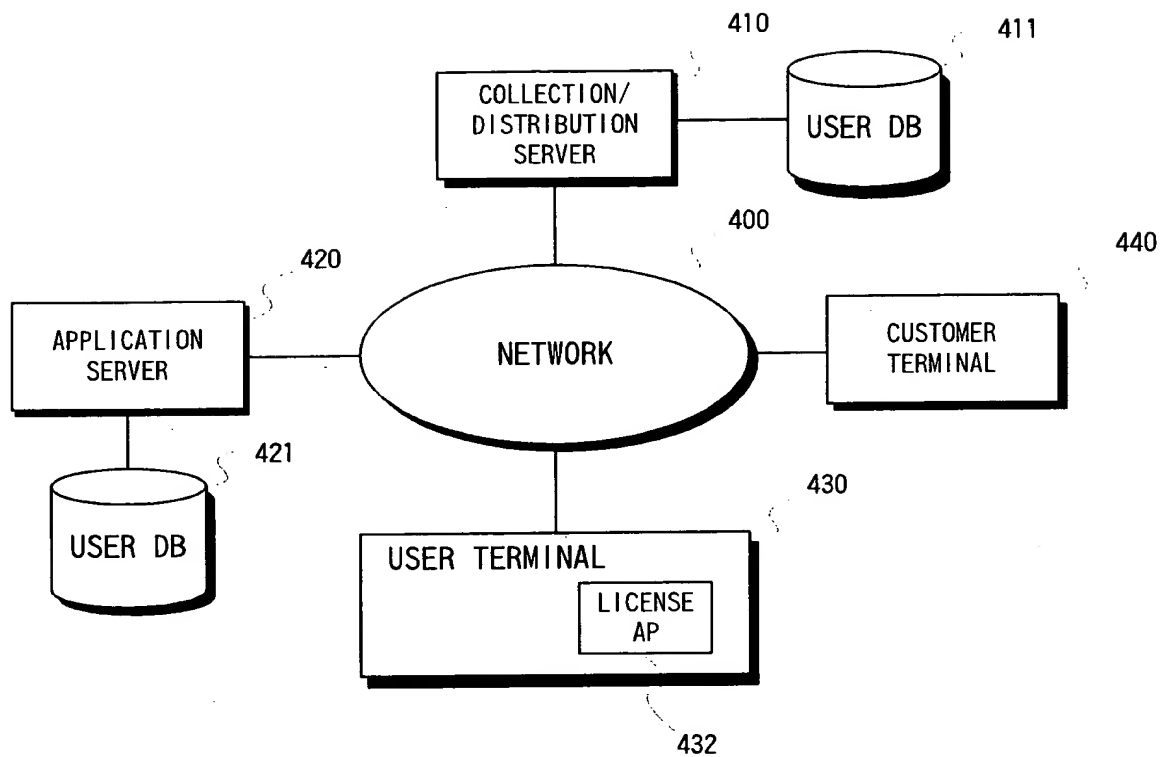 410
411
COLLECTION/
DISTRIBUTION
SERVER
USER DB
400
440
420
APPLICATION
SERVER
NETWORK
CUSTOMER
TERMINAL
421
USER DB
430
USER TERMINAL
LICENSE
AP
432